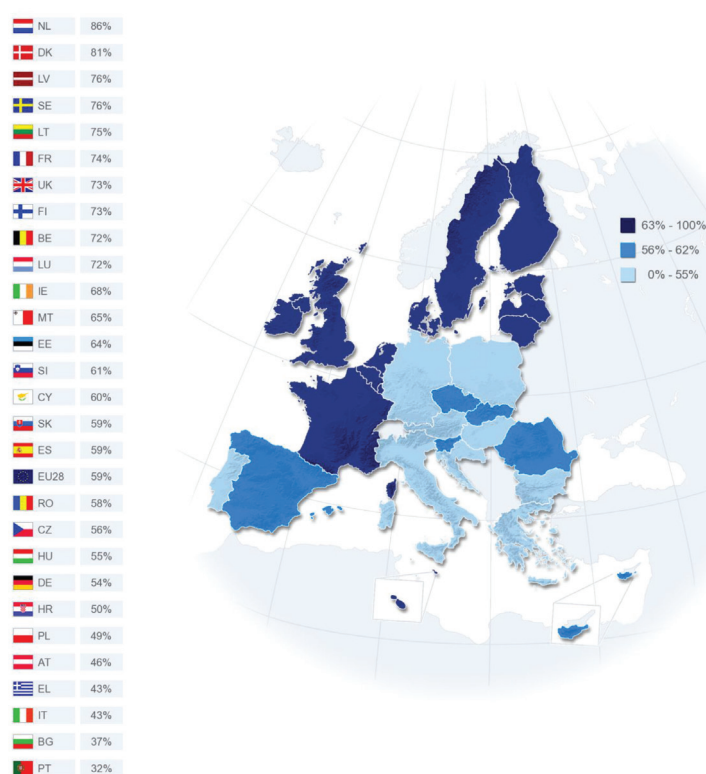 NL 86%
DK 81%
LV 76%
SE 76%
LT 75%
FR 74%
UK 73%
FI 73%
BE 72%
LU 72%
IE 68%
MT 65%
EE 64%
SI 61%
CY 60%
SK 59%
ES 59%
EU28 59%
RO 58%
CZ 56%
HU 55%
DE 54%
HR 50%
PL 49%
AT 46%
EL 43%
IT 43%
BG 37%
PT 32%
63% - 100%
56% - 62%
0% - 55%